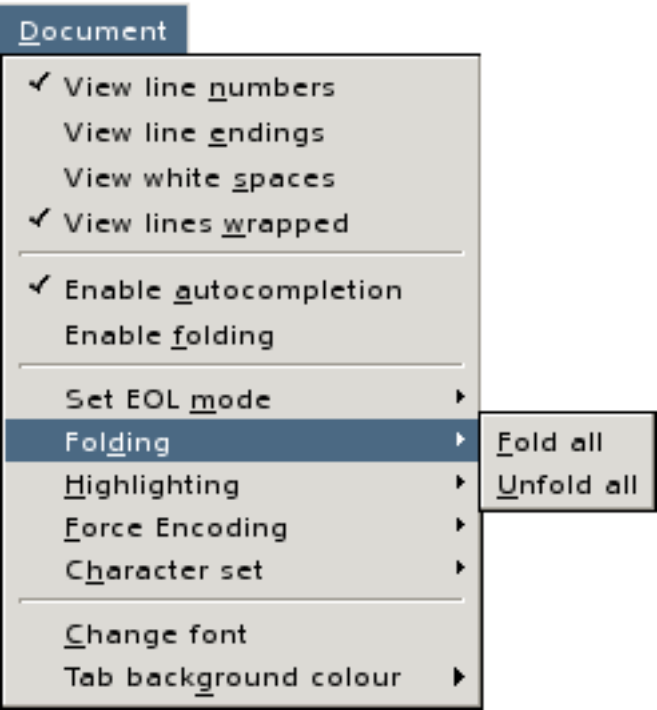 Document
View line numbers
View line endings
View white spaces
View lines wrapped
Enable autocompletion
Enable folding
Set EOL mode
Folding
Fold all
Highlighting
Unfold all
Force Encoding
Character set
Change font
Tab background colour